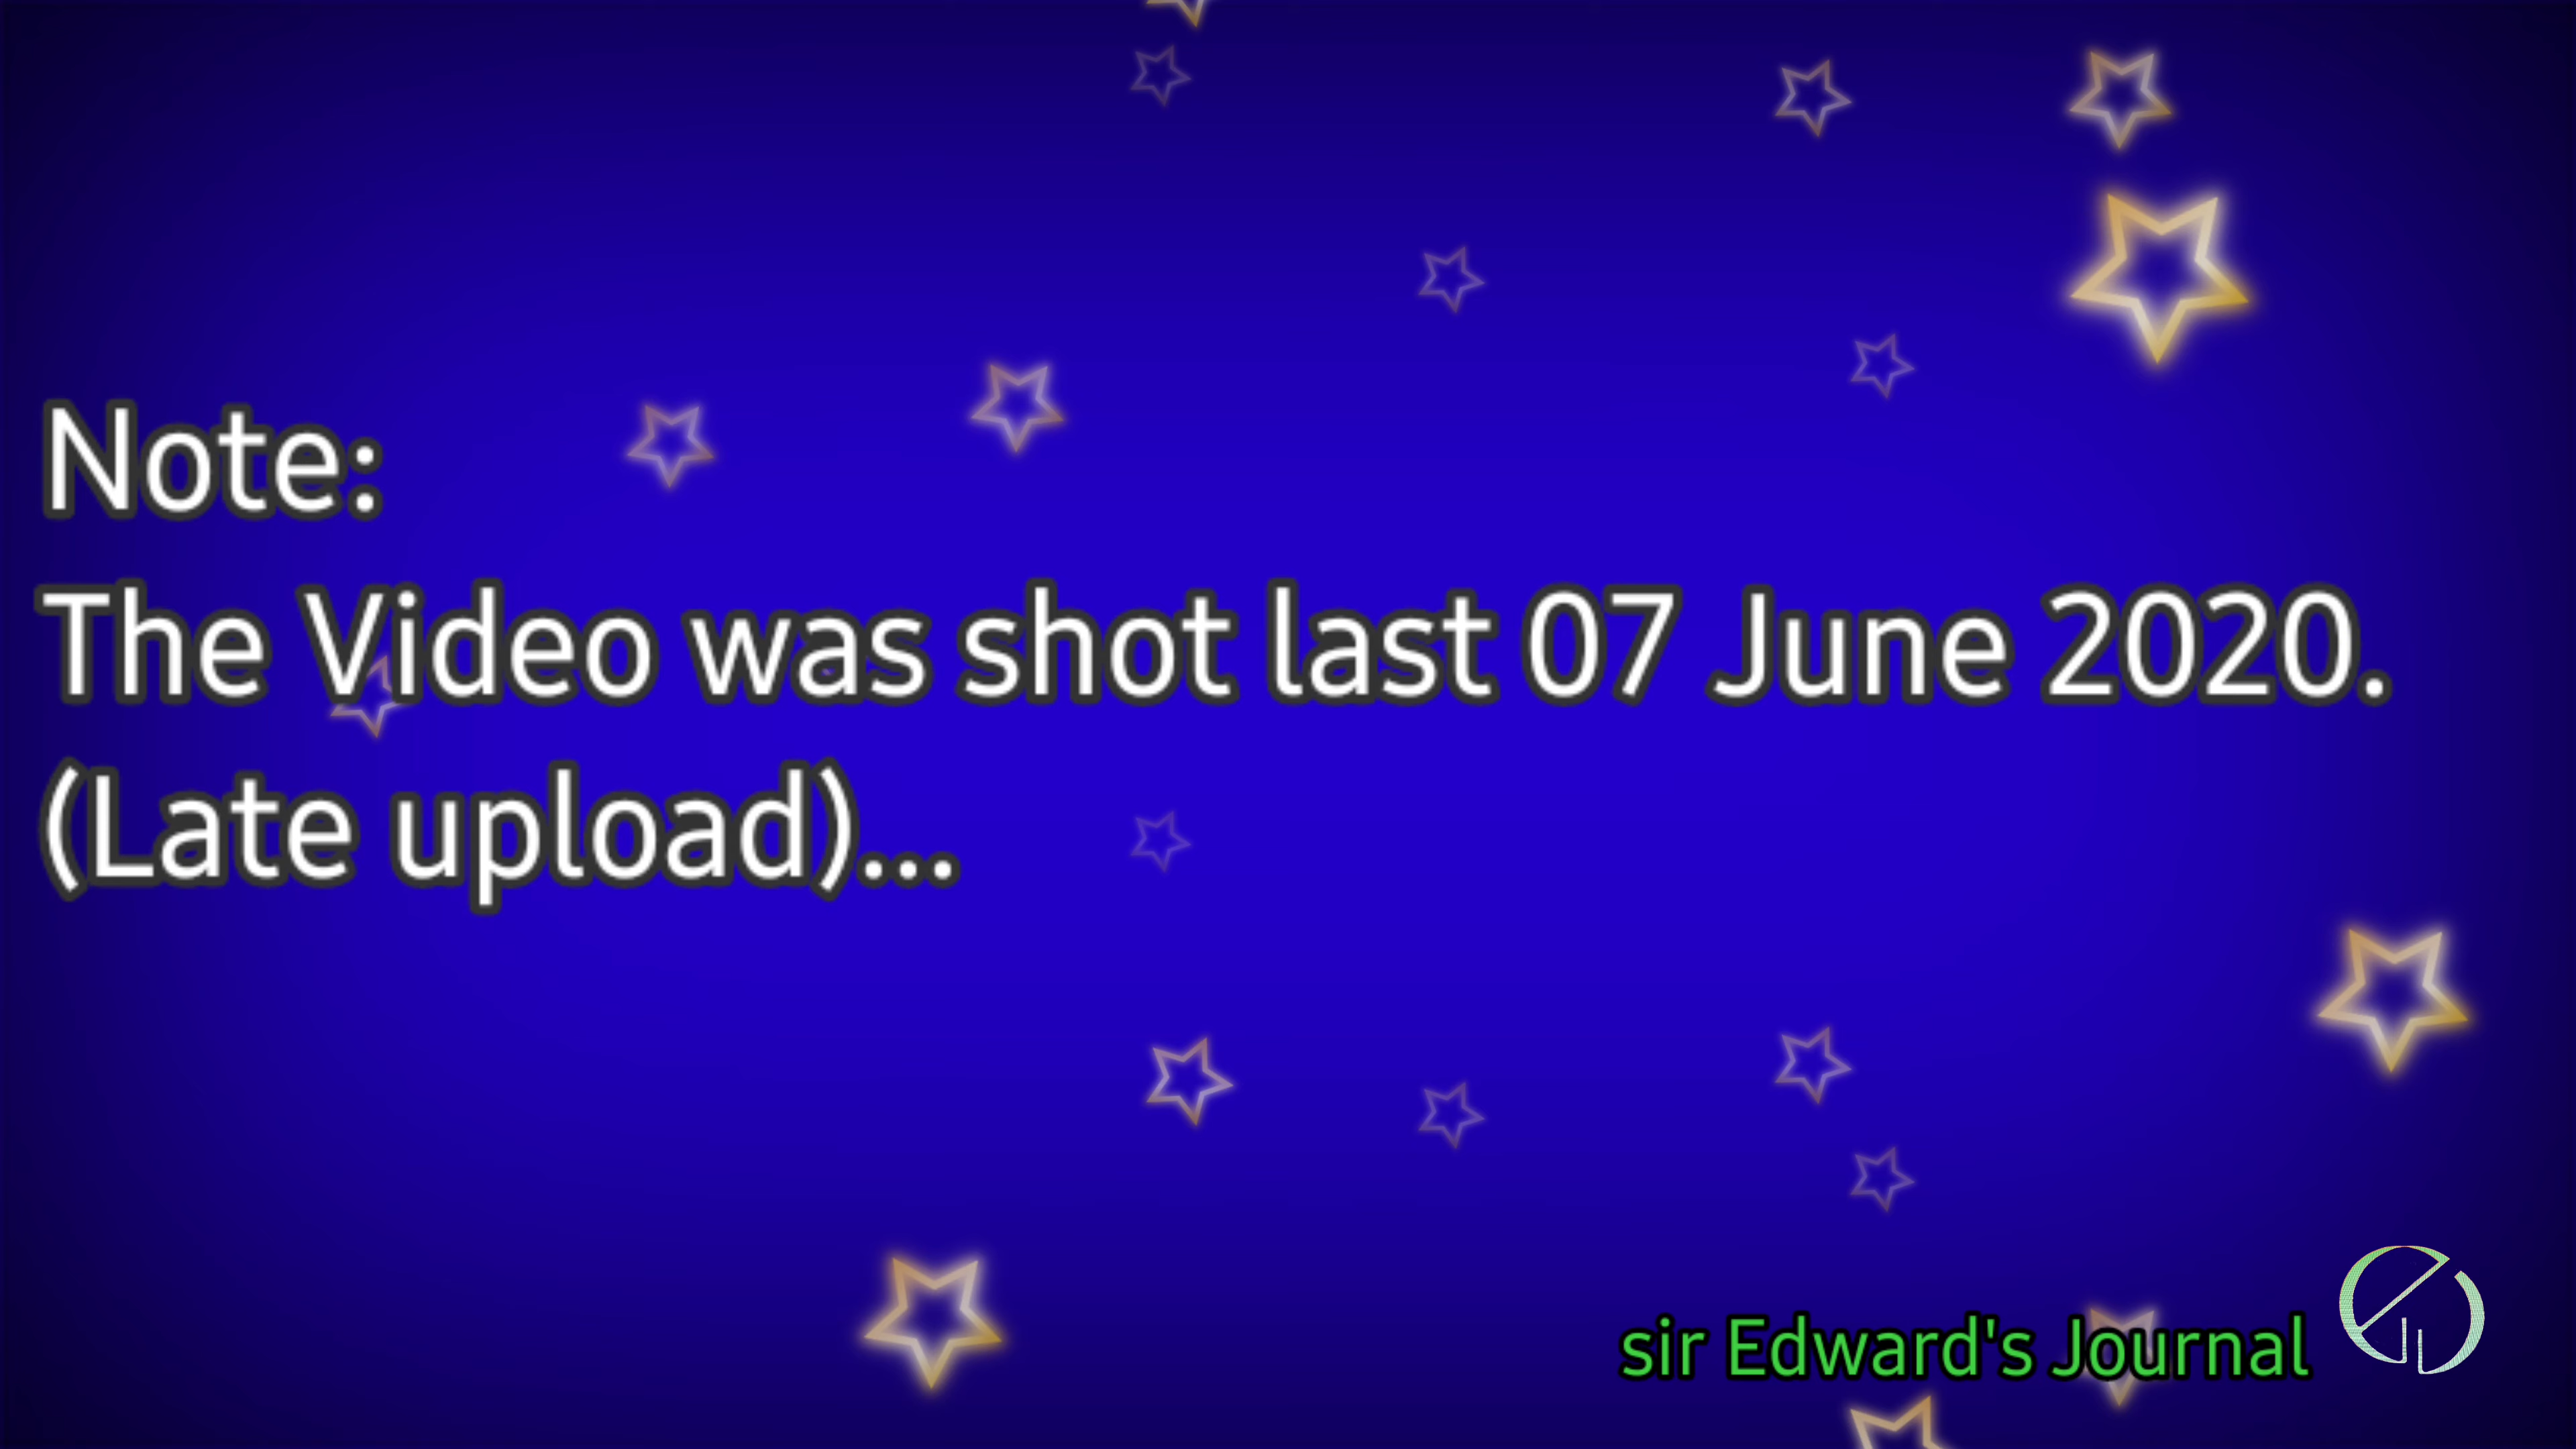 Note:
The Video was shot last 07 June 2020.
(Late upload)...
sir Edward's Journal